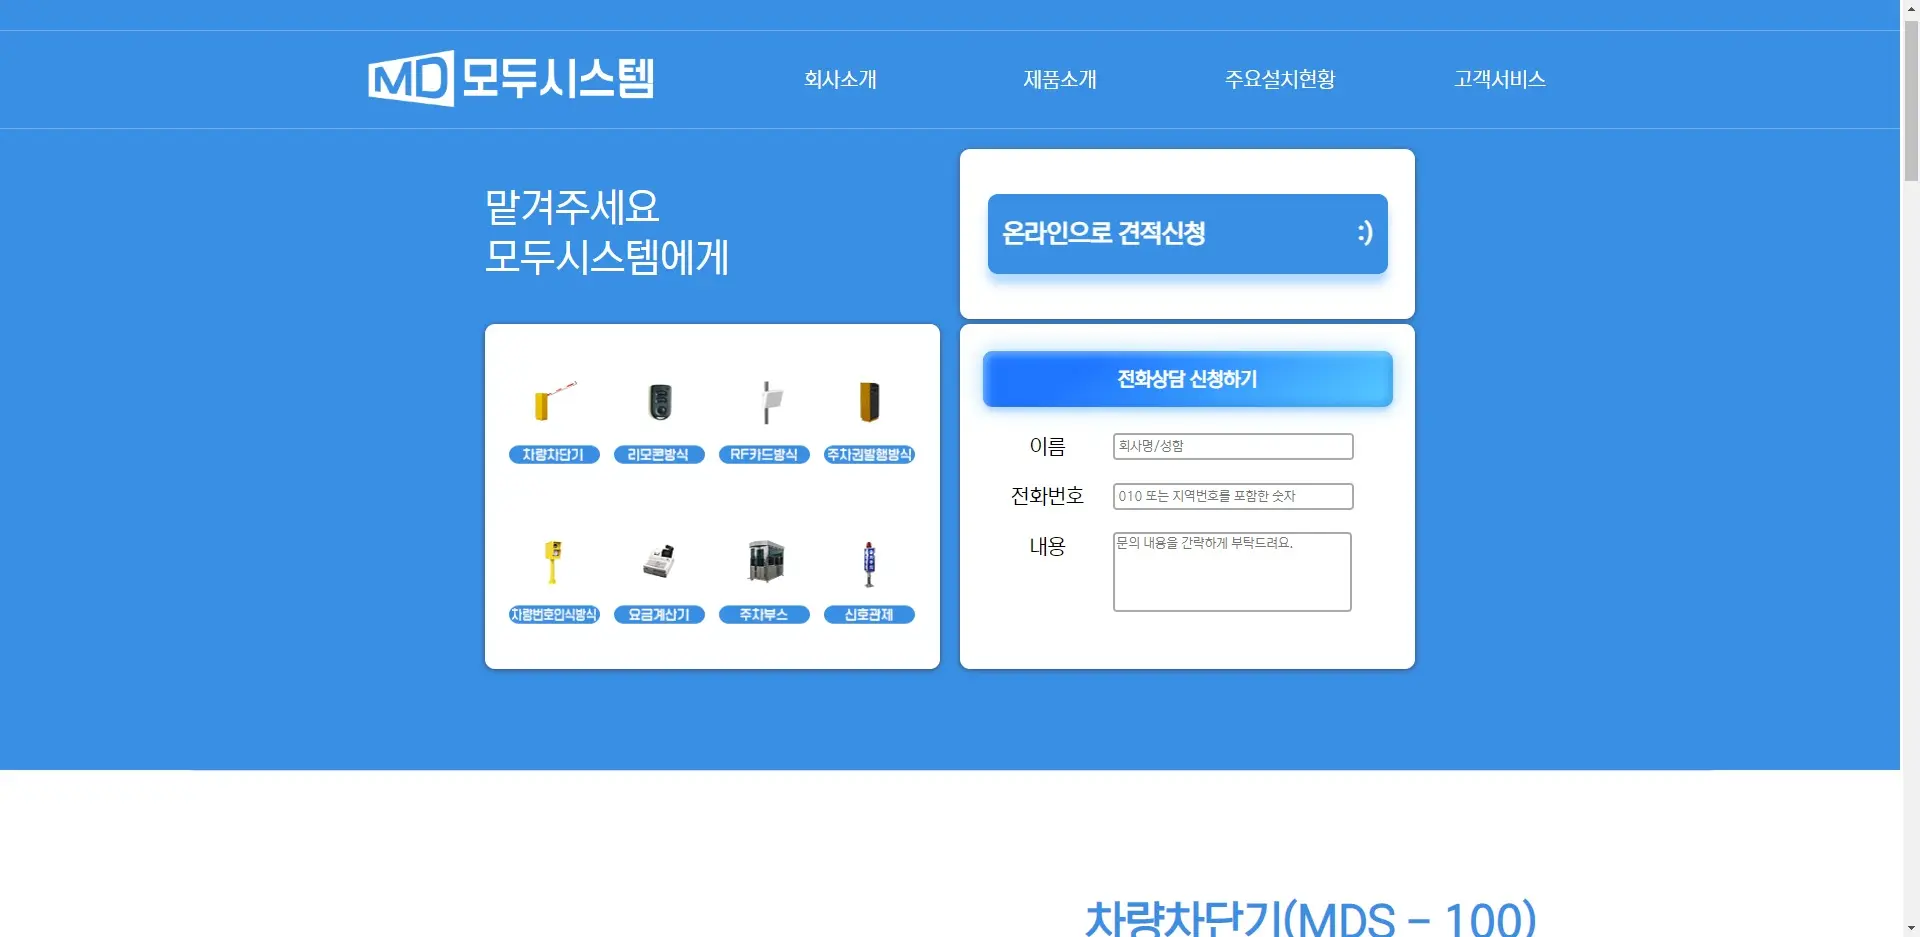 MD 모두시스템
회사소개
제품소개
주요설치현황
고객서비스
맡겨주세요
모두시스템에게
온라인으로 견적신청 :)
차량차단기
리모콘방식
RF카드방식
주차권발행방식
차량번호인식방식
요금계산기
주차부스
신호관제
전화상담 신청하기
이름
회사명/성함
전화번호
010 또는 지역번호를 포함한 숫자
내용
문의 내용을 간략하게 부탁드려요.
차량차단기(MDS - 100)